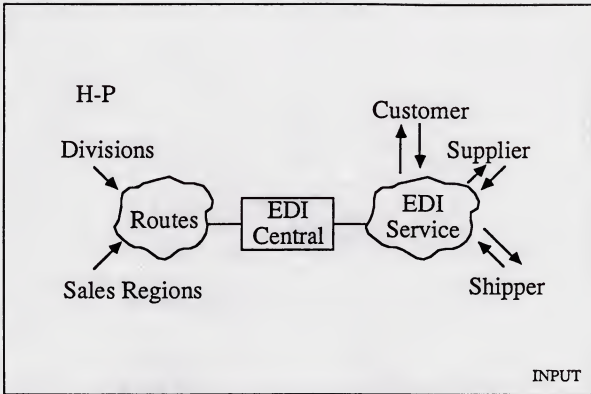 H-P
Customer
Divisions
Supplier
Routes
EDI
Central
EDI
Service
Sales Regions
Shipper
INPUT